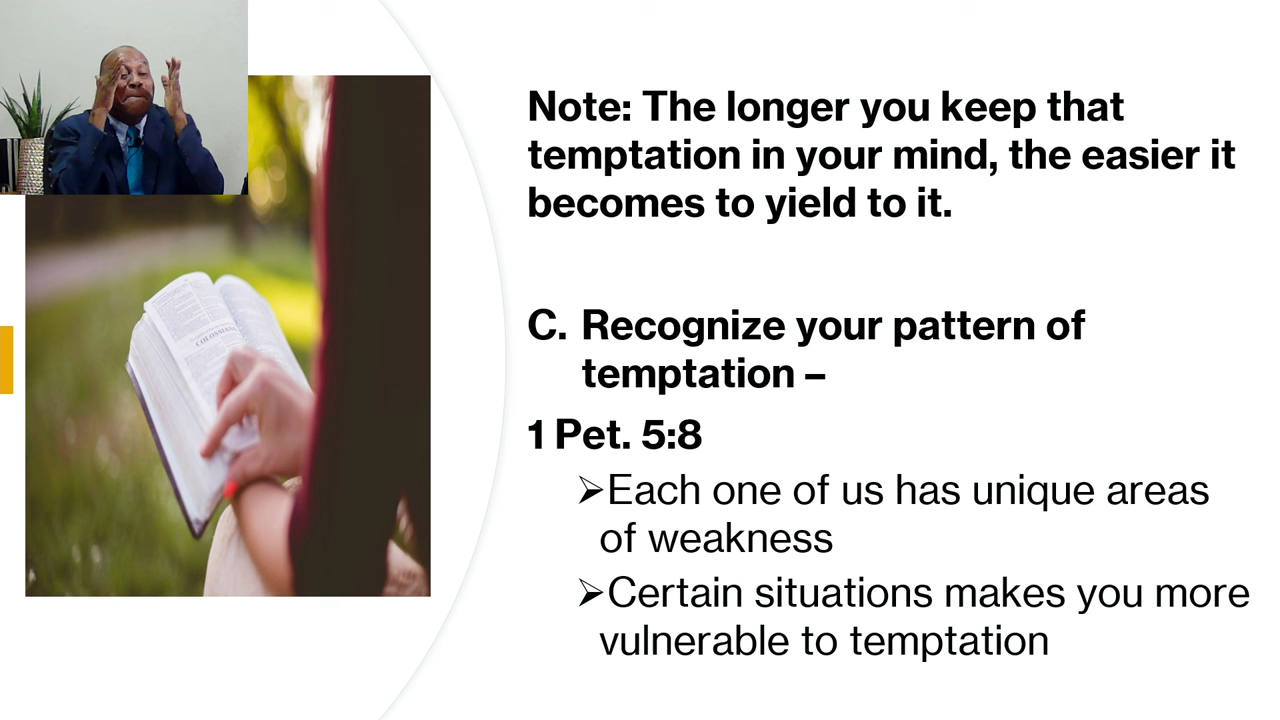 Note: The longer you keep that
temptation in your mind, the easier it
becomes to yield to it.
C. Recognize your pattern of
temptation –
1 Pet. 5:8
➢Each one of us has unique areas
of weakness
➢Certain situations makes you more
vulnerable to temptation
COLOSSIANS